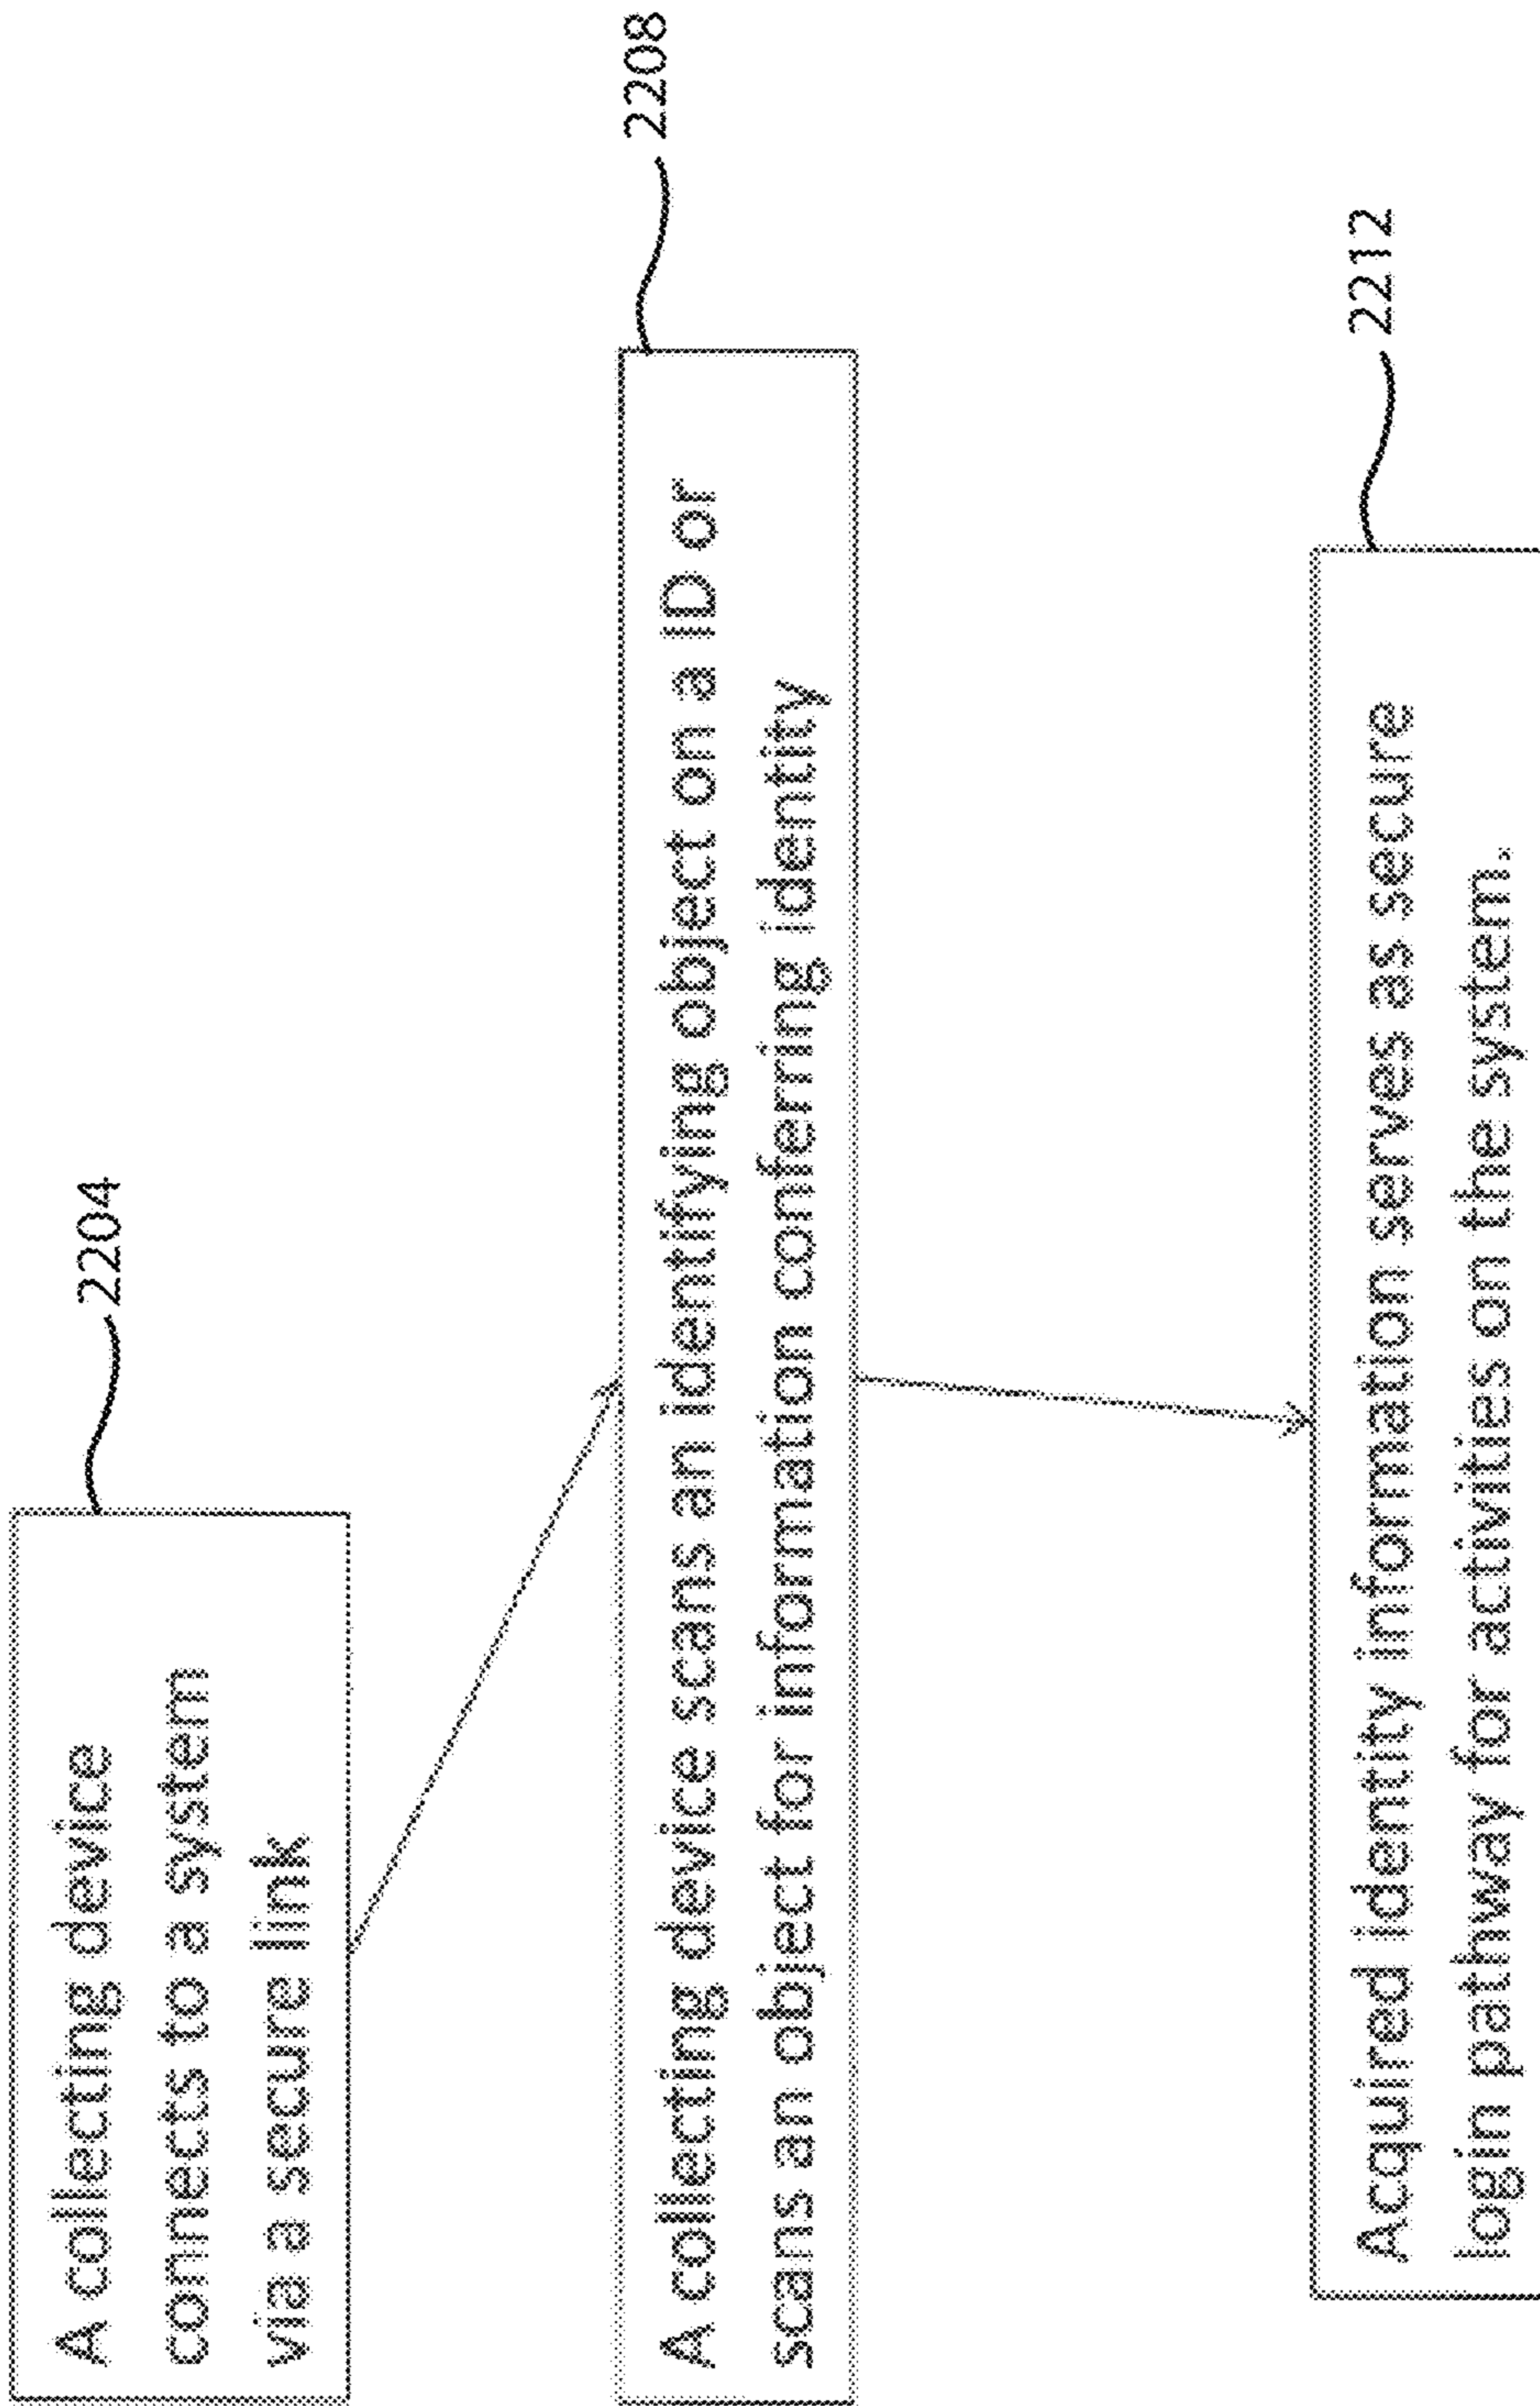 A collecting device
connects to a system
via a secure link
2204
A collecting device scans an identifying object on a ID or
scans an object for information conferring identity
2208
Acquired identity information serves as secure
login pathway for activities on the system.
2212